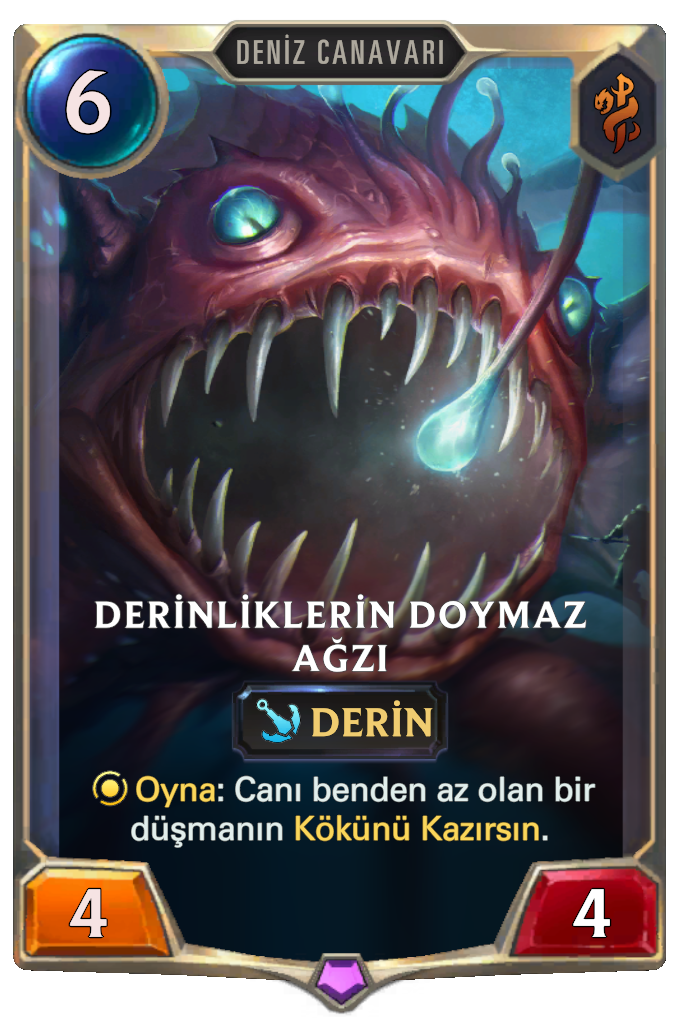 DENİZ CANAVARI
6
DERİNLİKLERİN DOYMAZ
AĞZI
DERİN
Oyna: Canı benden az olan bir
düşmanın Kökünü Kazırsın.
4
4